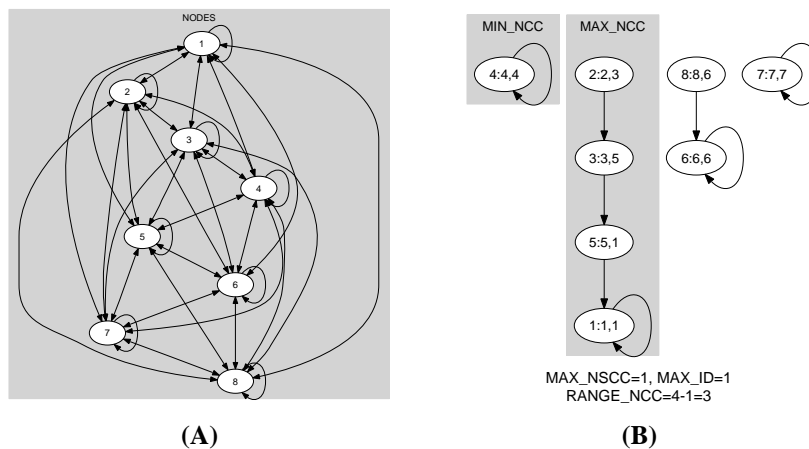 NODES
1
2
3
4
5
6
7
8
(A)
MIN_NCC
MAX_NCC
4:4,4
2:2,3
8:8,6
7:7,7
3:3,5
6:6,6
5:5,1
1:1,1
MAX_NSCC=1, MAX_ID=1
RANGE_NCC=4-1=3
(B)